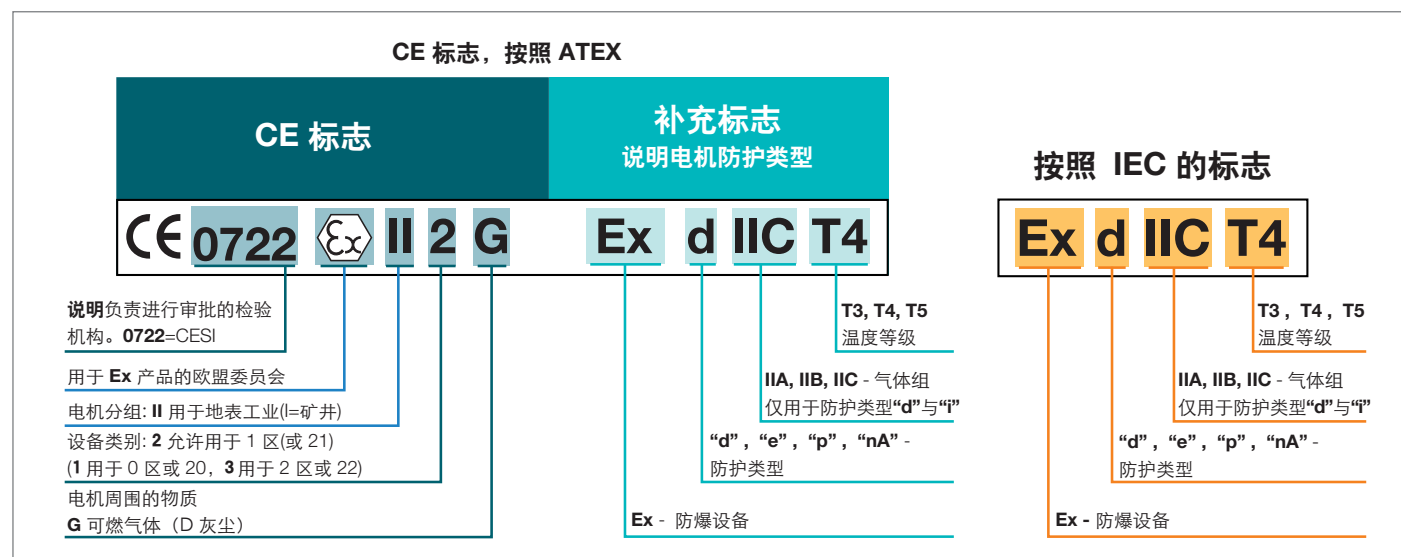 CE 标志，按照 ATEX
CE 标志
补充标志
说明电机防护类型
按照 IEC 的标志
CE 0722 Ex II 2 G Ex d IIC T4
Ex d IIC T4
说明负责进行审批的检验
机构。0722=CESI
用于 Ex 产品的欧盟委员会
电机分组: II 用于地表工业(I=矿井)
设备类别: 2 允许用于 1 区(或 21)
(1 用于 0 区或 20，3 用于 2 区或 22)
电机周围的物质
G 可燃气体（D 灰尘）
T3, T4, T5
温度等级
IIA, IIB, IIC - 气体组
仅用于防护类型“d”与“i”
“d” , “e” , “p” , “nA” -
防护类型
Ex - 防爆设备
T3 , T4 , T5
温度等级
IIA, IIB, IIC - 气体组
仅用于防护类型“d”与“i”
“d” , “e” , “p” , “nA” -
防护类型
Ex - 防爆设备